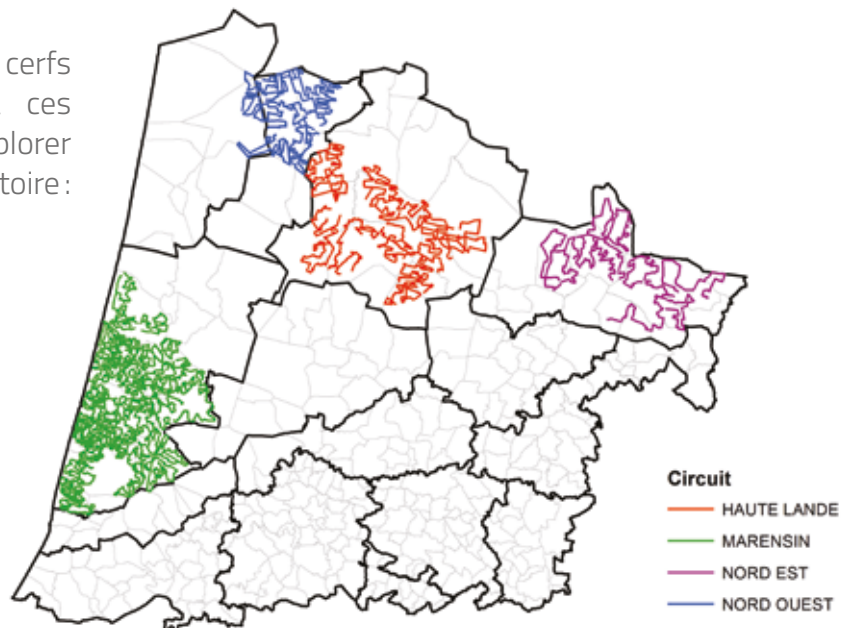 cerfs
ces
plorer
toire :
Circuit
HAUTE LANDE
MARENSIN
NORD EST
NORD OUEST